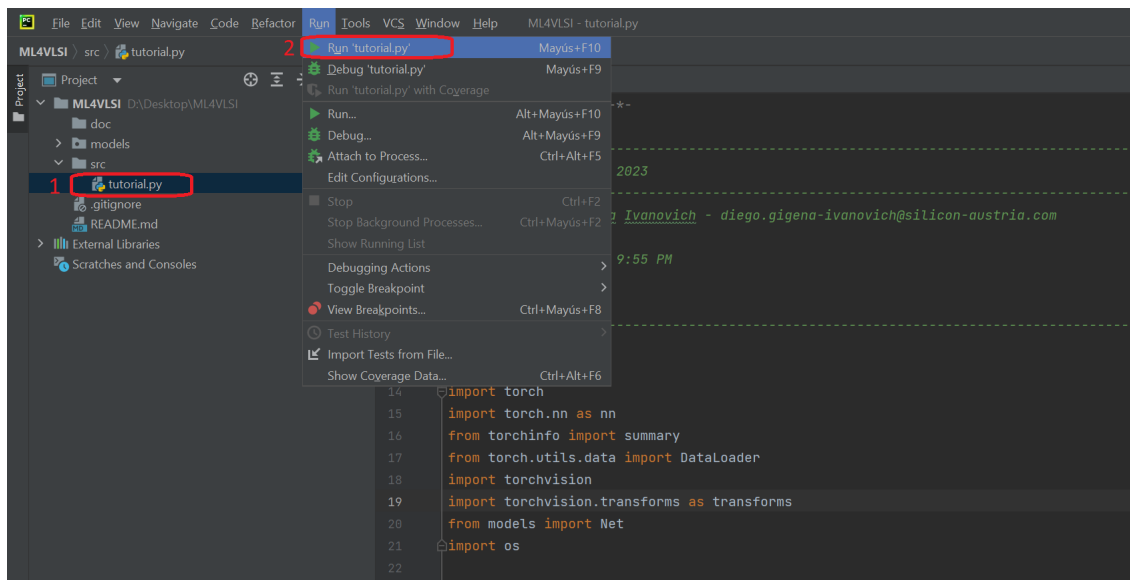 PC File Edit View Navigate Code Refactor Run Tools VCS Window Help ML4VLSI - tutorial.py
ML4VLSI src tutorial.py
2 Run 'tutorial.py' Mayús+F10
Project
Project
Debug 'tutorial.py' Mayús+F9
Run 'tutorial.py' with Coverage
ML4VLSI D:\Desktop\ML4VLSI
-*-
doc
Run... Alt+Mayús+F10
models
Debug... Alt+Mayús+F9
src
Attach to Process... Ctrl+Alt+F5
2023
1 tutorial.py
Edit Configurations...
.gitignore
Stop Ctrl+F2
README.md
Stop Background Processes... Ctrl+Mayús+F2
Ivanovich - diego.gigena-ivanovich@silicon-austria.com
External Libraries
Show Running List
Scratches and Consoles
Debugging Actions
9:55 PM
Toggle Breakpoint
View Breakpoints... Ctrl+Mayús+F8
Test History
Import Tests from File...
Show Coverage Data... Ctrl+Alt+F6
14 import torch
15 import torch.nn as nn
16 from torchinfo import summary
17 from torch.utils.data import DataLoader
18 import torchvision
19 import torchvision.transforms as transforms
20 from models import Net
21 import os
22